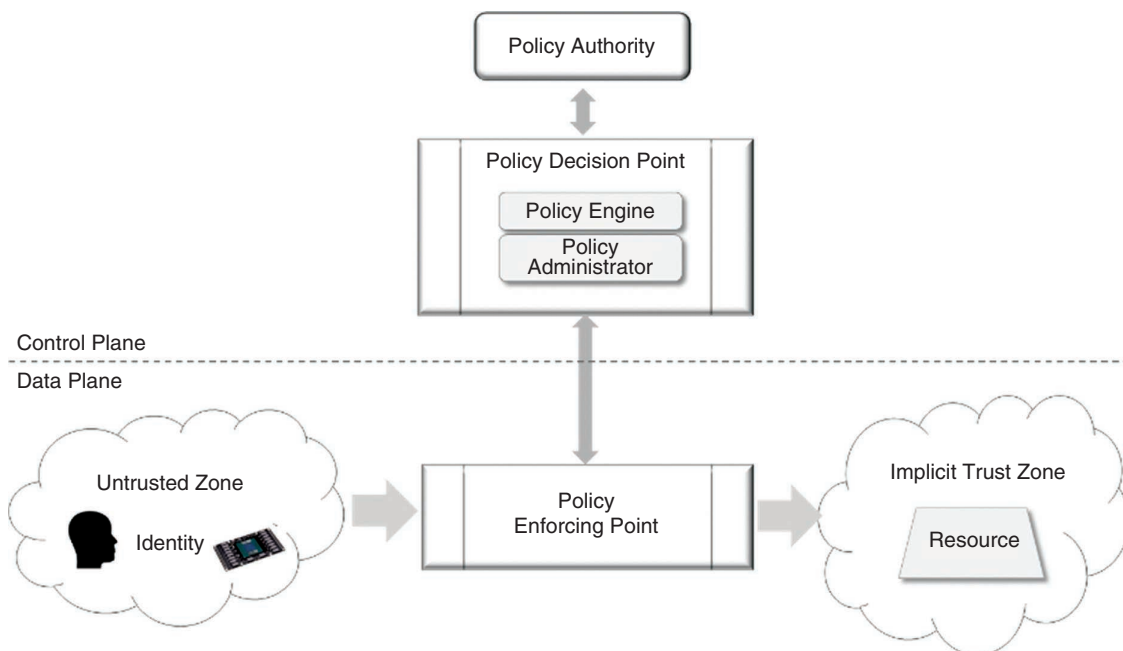 Policy Authority
Policy Decision Point
Policy Engine
Policy
Administrator
Control Plane
Data Plane
Untrusted Zone
Identity
Policy
Enforcing Point
Implicit Trust Zone
Resource